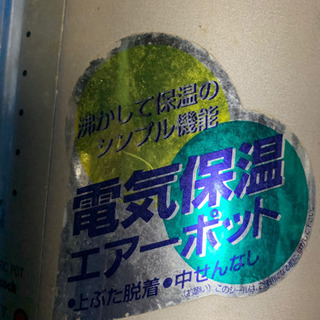 沸かして保温の
シンプル機能
電気保温
エアーポット
•上ぶた脱着•中せんなし
POT